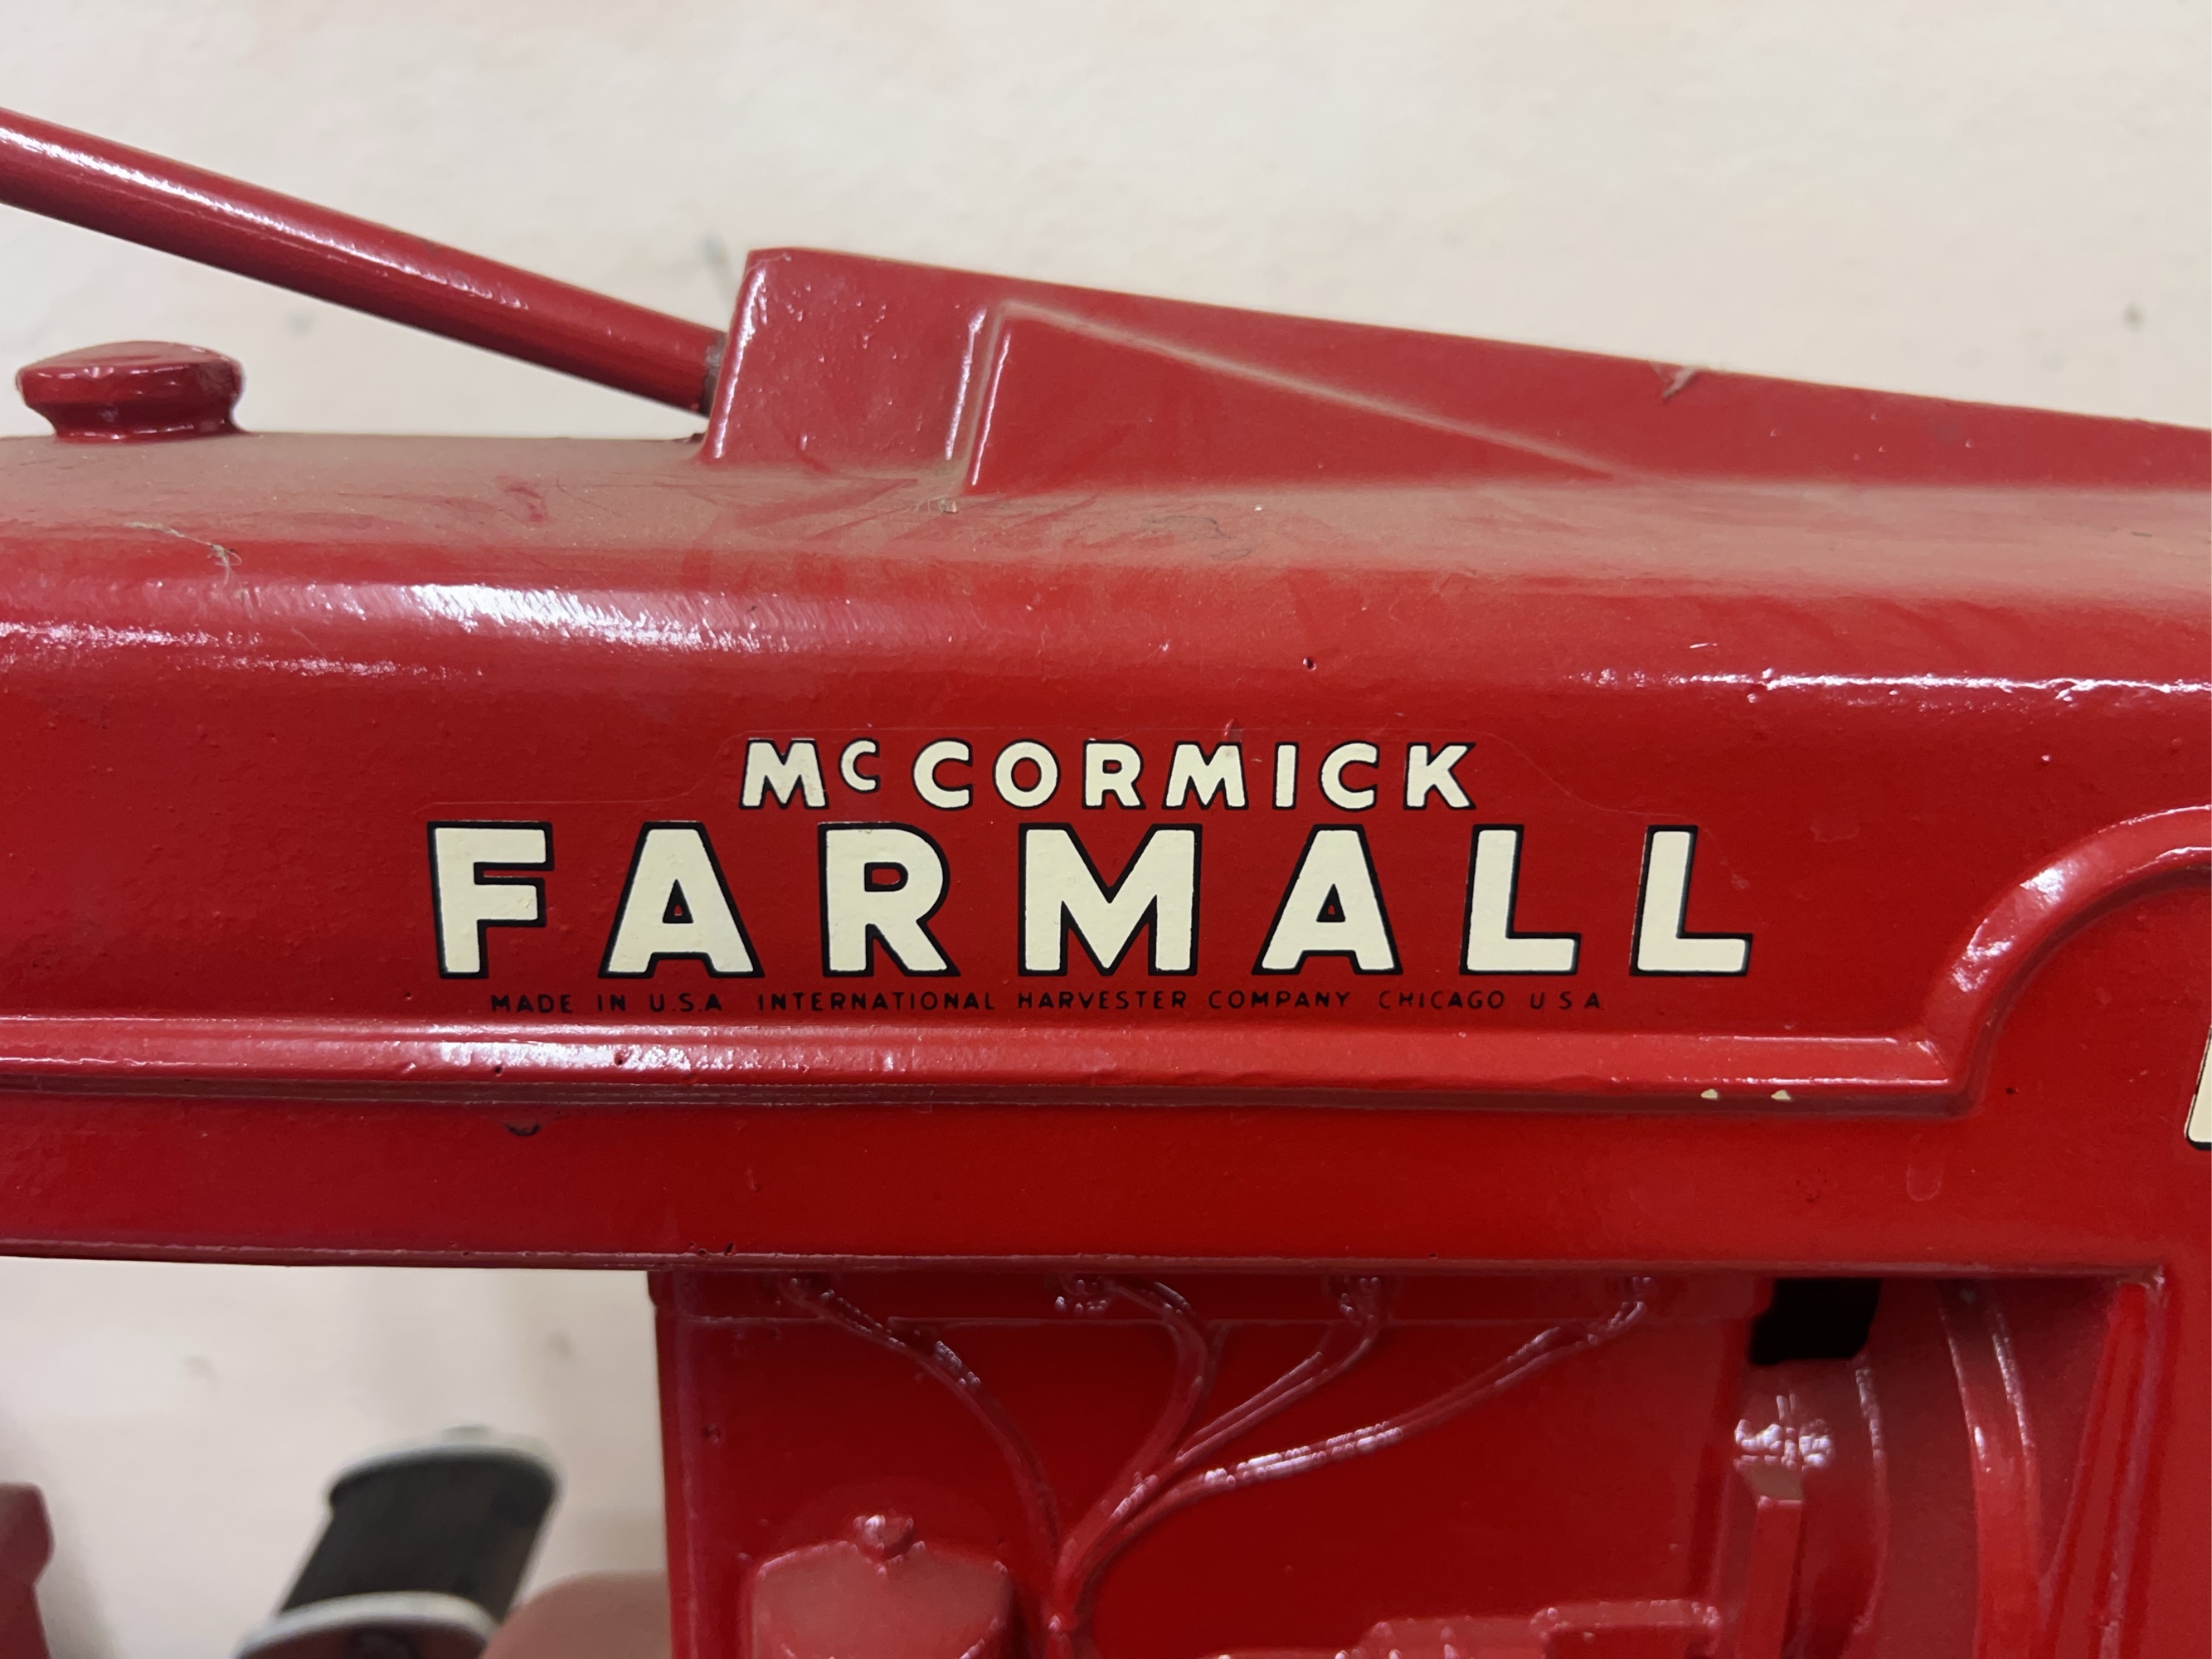 McCORMICK
FARMALL
MADE IN U.S.A INTERNATIONAL HARVESTER COMPANY CHICAGO U S A